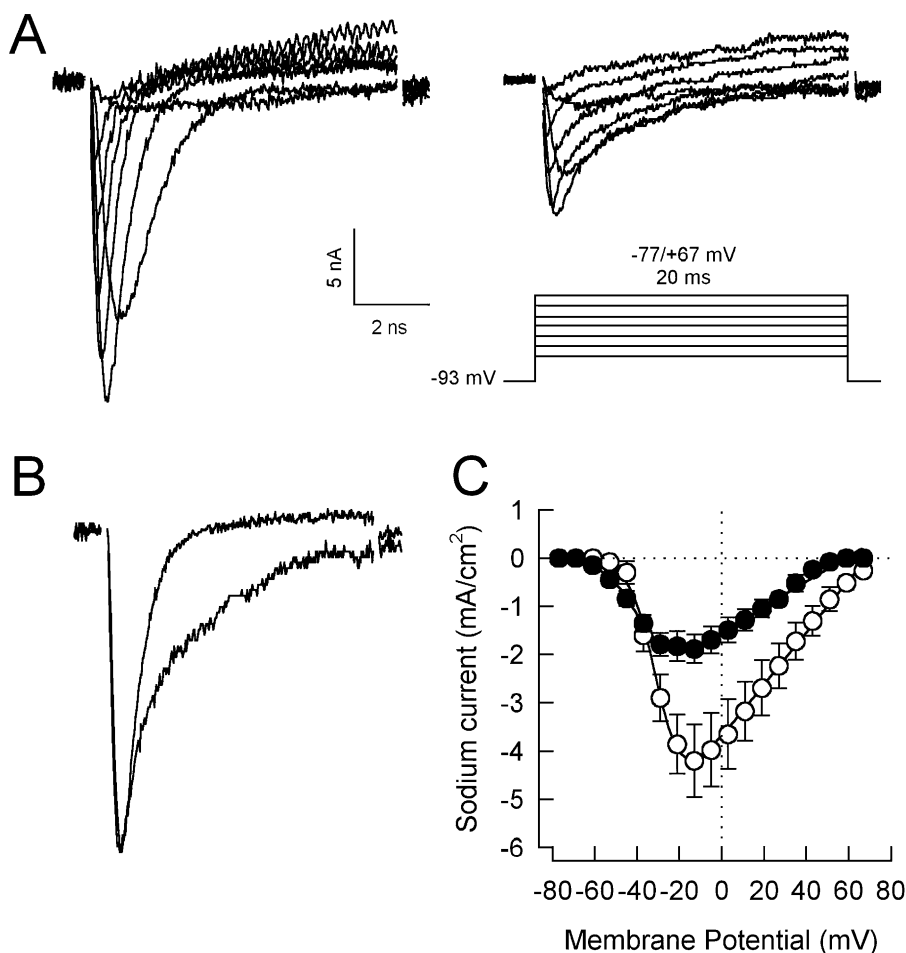 A
5 nA
2 ns
-77/+67 mV
20 ms
-93 mV
B
C
Sodium current (mA/cm²)
1
0
-1
-2
-3
-4
-5
-6
-80 -60 -40 -20 0 20 40 60 80
Membrane Potential (mV)